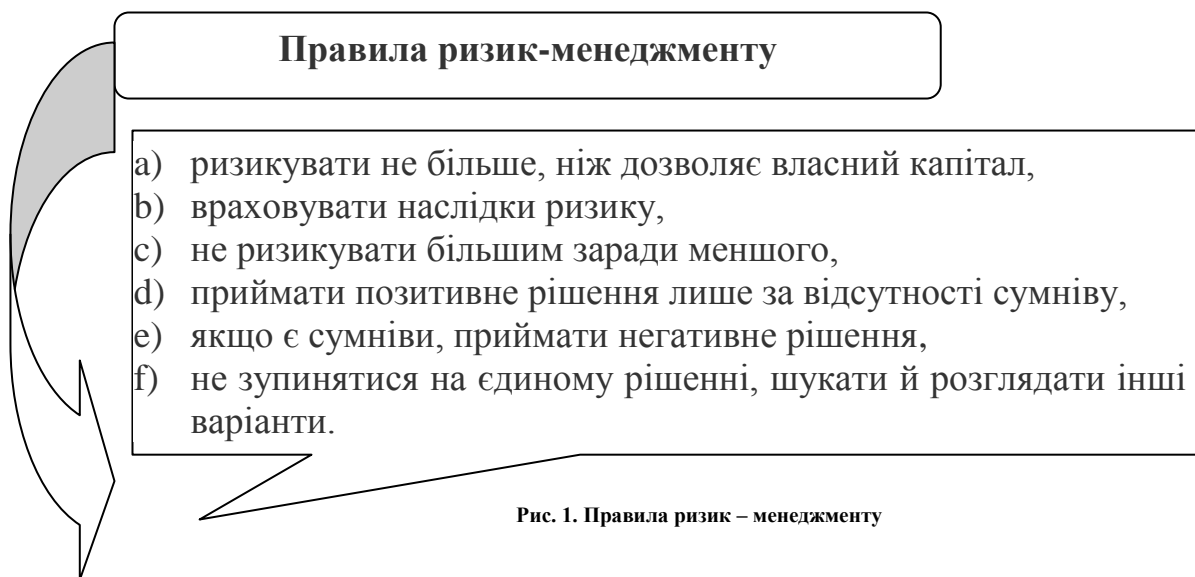 Правила ризик-менеджменту
a) ризикувати не більше, ніж дозволяє власний капітал,
b) враховувати наслідки ризику,
c) не ризикувати більшим заради меншого,
d) приймати позитивне рішення лише за відсутності сумніву,
e) якщо є сумніви, приймати негативне рішення,
f) не зупинятися на єдиному рішенні, шукати й розглядати інші
варіанти.
Рис. 1. Правила ризик – менеджменту